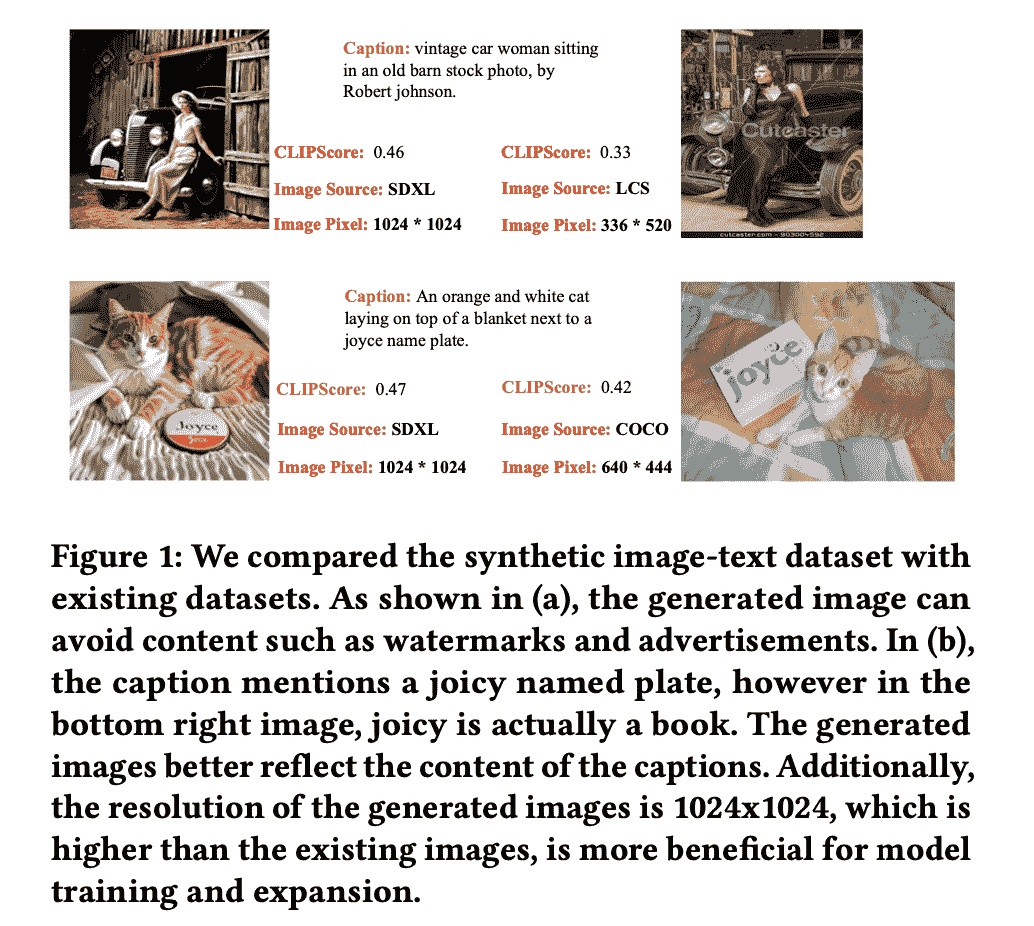 Caption: vintage car woman sitting
in an old barn stock photo, by
Robert johnson.
CLIPScore: 0.46
Image Source: SDXL
Image Pixel: 1024 * 1024
CLIPScore: 0.33
Image Source: LCS
Image Pixel: 336 * 520
Cutcaster
cutcaster.com - 903004592
Caption: An orange and white cat
laying on top of a blanket next to a
joyce name plate.
Joyce
CLIPScore: 0.47
Image Source: SDXL
Image Pixel: 1024 * 1024
CLIPScore: 0.42
Image Source: COCO
Image Pixel: 640 * 444
joyce
Figure 1: We compared the synthetic image-text dataset with
existing datasets. As shown in (a), the generated image can
avoid content such as watermarks and advertisements. In (b),
the caption mentions a joicy named plate, however in the
bottom right image, joicy is actually a book. The generated
images better reflect the content of the captions. Additionally,
the resolution of the generated images is 1024x1024, which is
higher than the existing images, is more beneficial for model
training and expansion.